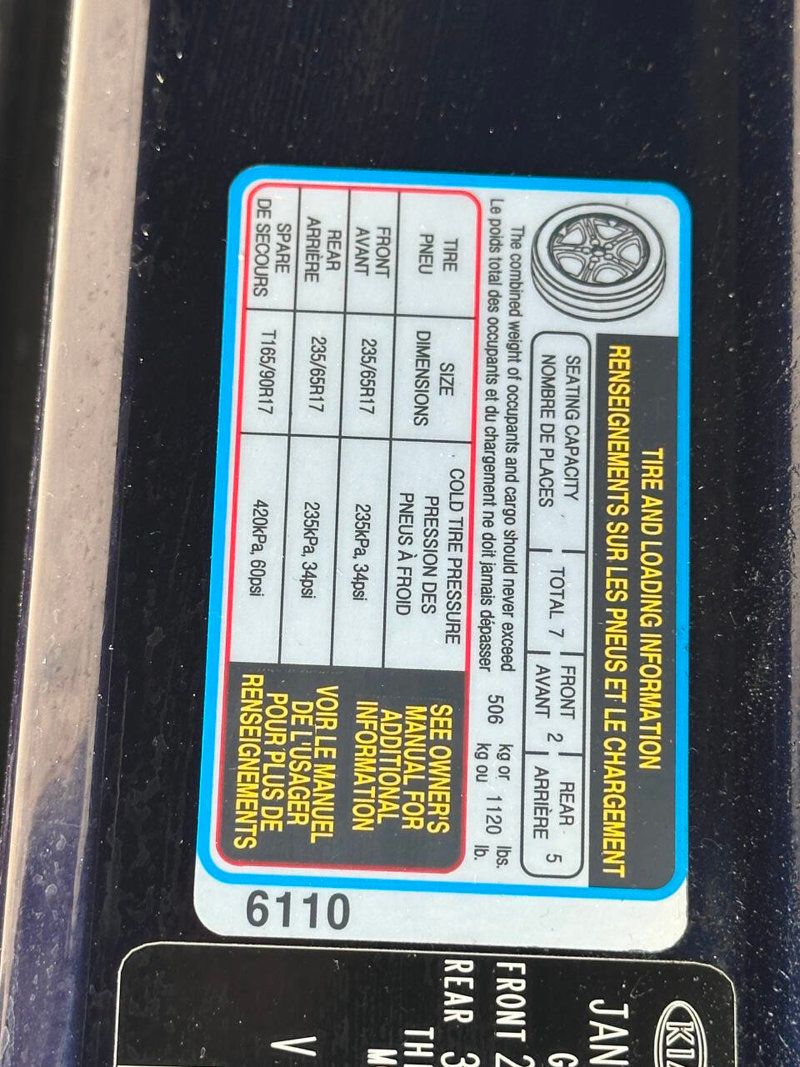 TIRE AND LOADING INFORMATION
RENSEIGNEMENTS SUR LES PNEUS ET LE CHARGEMENT
SEATING CAPACITY
NOMBRE DE PLACES
TOTAL 7
FRONT
AVANT 2
REAR
ARRIÈRE 5
The combined weight of occupants and cargo should never exceed 506 kg or 1120 lbs.
Le poids total des occupants et du chargement ne doit jamais dépasser kg ou lb.
TIRE
PNEU
SIZE
DIMENSIONS
COLD TIRE PRESSURE
PRESSION DES
PNEUS À FROID
FRONT
AVANT
235/65R17
235kPa, 34psi
REAR
ARRIÈRE
235/65R17
235kPa, 34psi
SPARE
DE SECOURS
T165/90R17
420kPa, 60psi
SEE OWNER'S
MANUAL FOR
ADDITIONAL
INFORMATION
VOIR LE MANUEL
DE L'USAGER
POUR PLUS DE
RENSEIGNEMENTS
6110
KIA
JAN
G
FRONT 2
REAR 3
TH
M
V